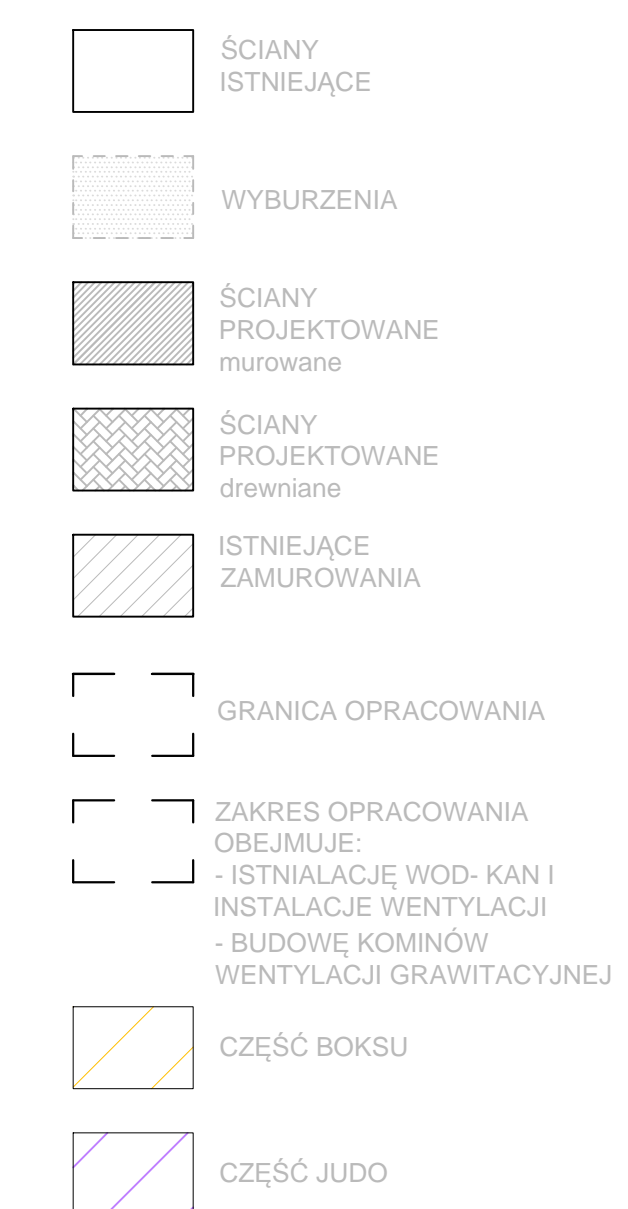 ŚCIANY
ISTNIEJĄCE
WYBURZENIA
ŚCIANY
PROJEKTOWANE
murowane
ŚCIANY
PROJEKTOWANE
drewniane
ISTNIEJĄCE
ZAMUROWANIA
GRANICA OPRACOWANIA
ZAKRES OPRACOWANIA
OBEJMUJE:
- ISTNIALACJĘ WOD- KAN I
INSTALACJE WENTYLACJI
- BUDOWĘ KOMINÓW
WENTYLACJI GRAWITACYJNEJ
CZĘŚĆ BOKSU
CZĘŚĆ JUDO